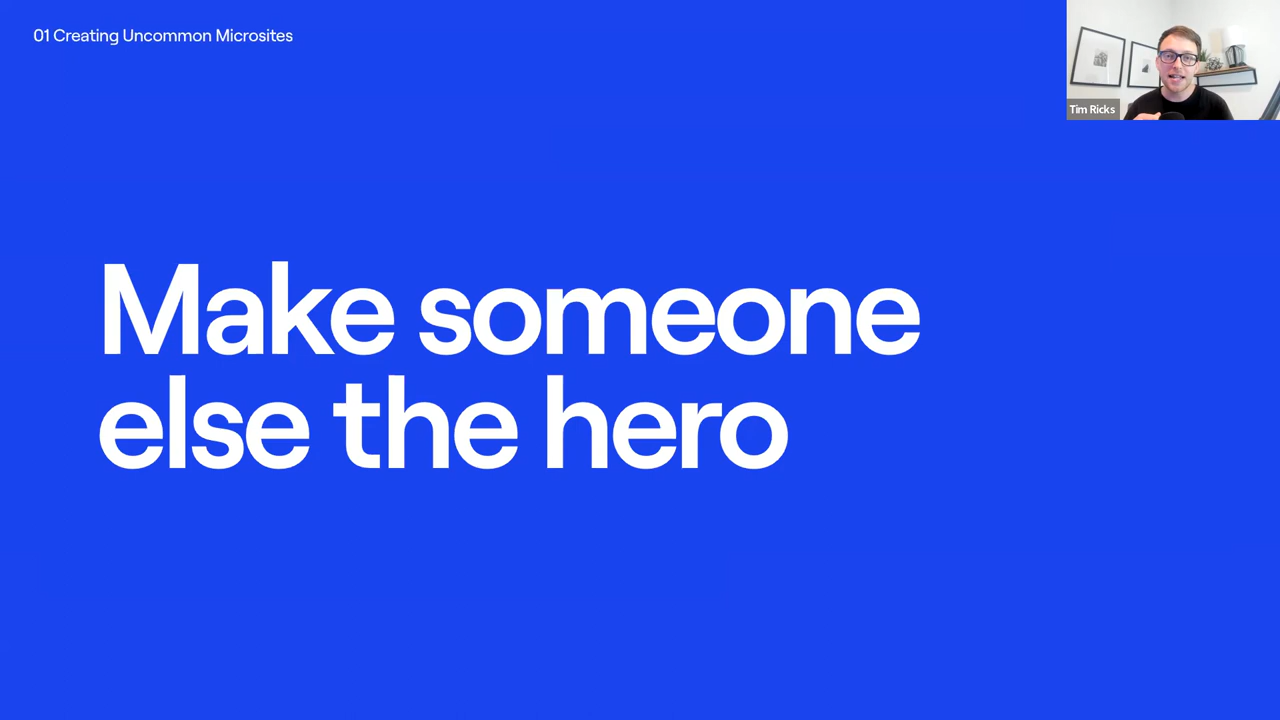 01 Creating Uncommon Microsites
Tim Ricks
Make someone
else the hero